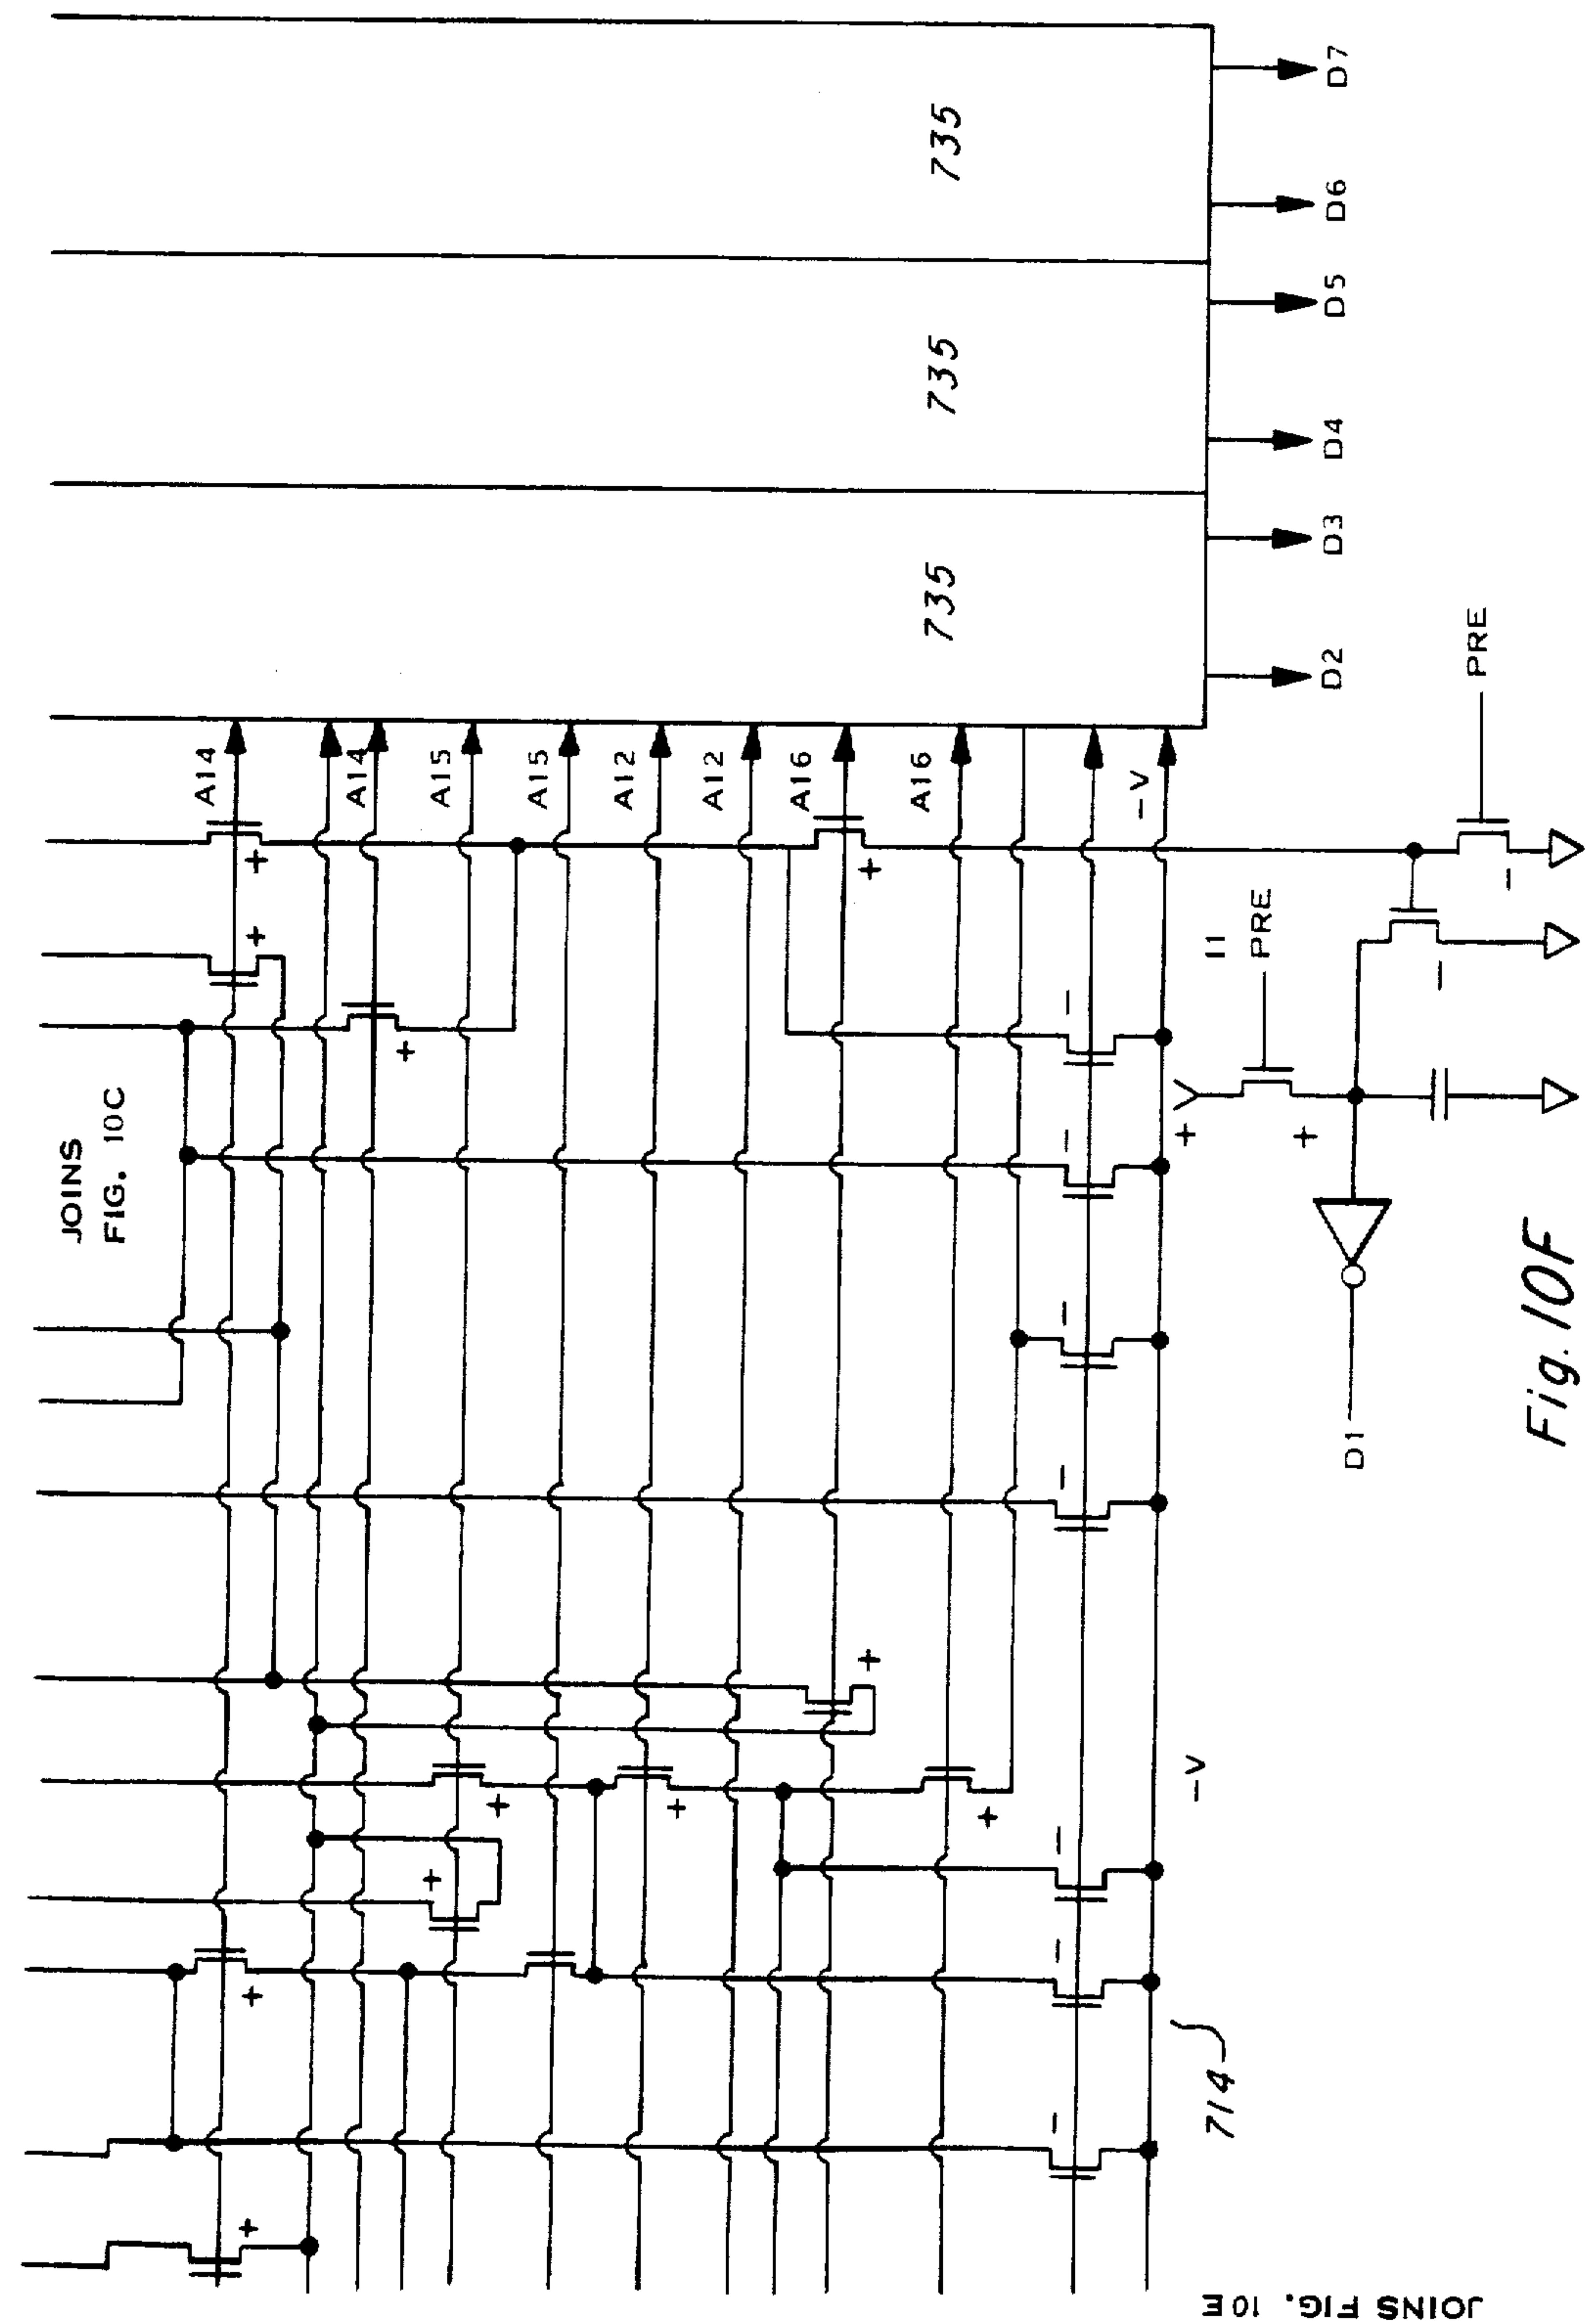 JOINS
FIG. 10C
A14
A14
A15
A15
A12
A12
A16
A16
-V
735
735
735
D2
D3
D4
D5
D6
D7
+
+
+
+
+
+
+
+
+
+
+
-
-
-
-
-
-
-
-V
714
I1
PRE
PRE
+
+
-
-
D1
Fig. 10F
JOINS FIG. 10E